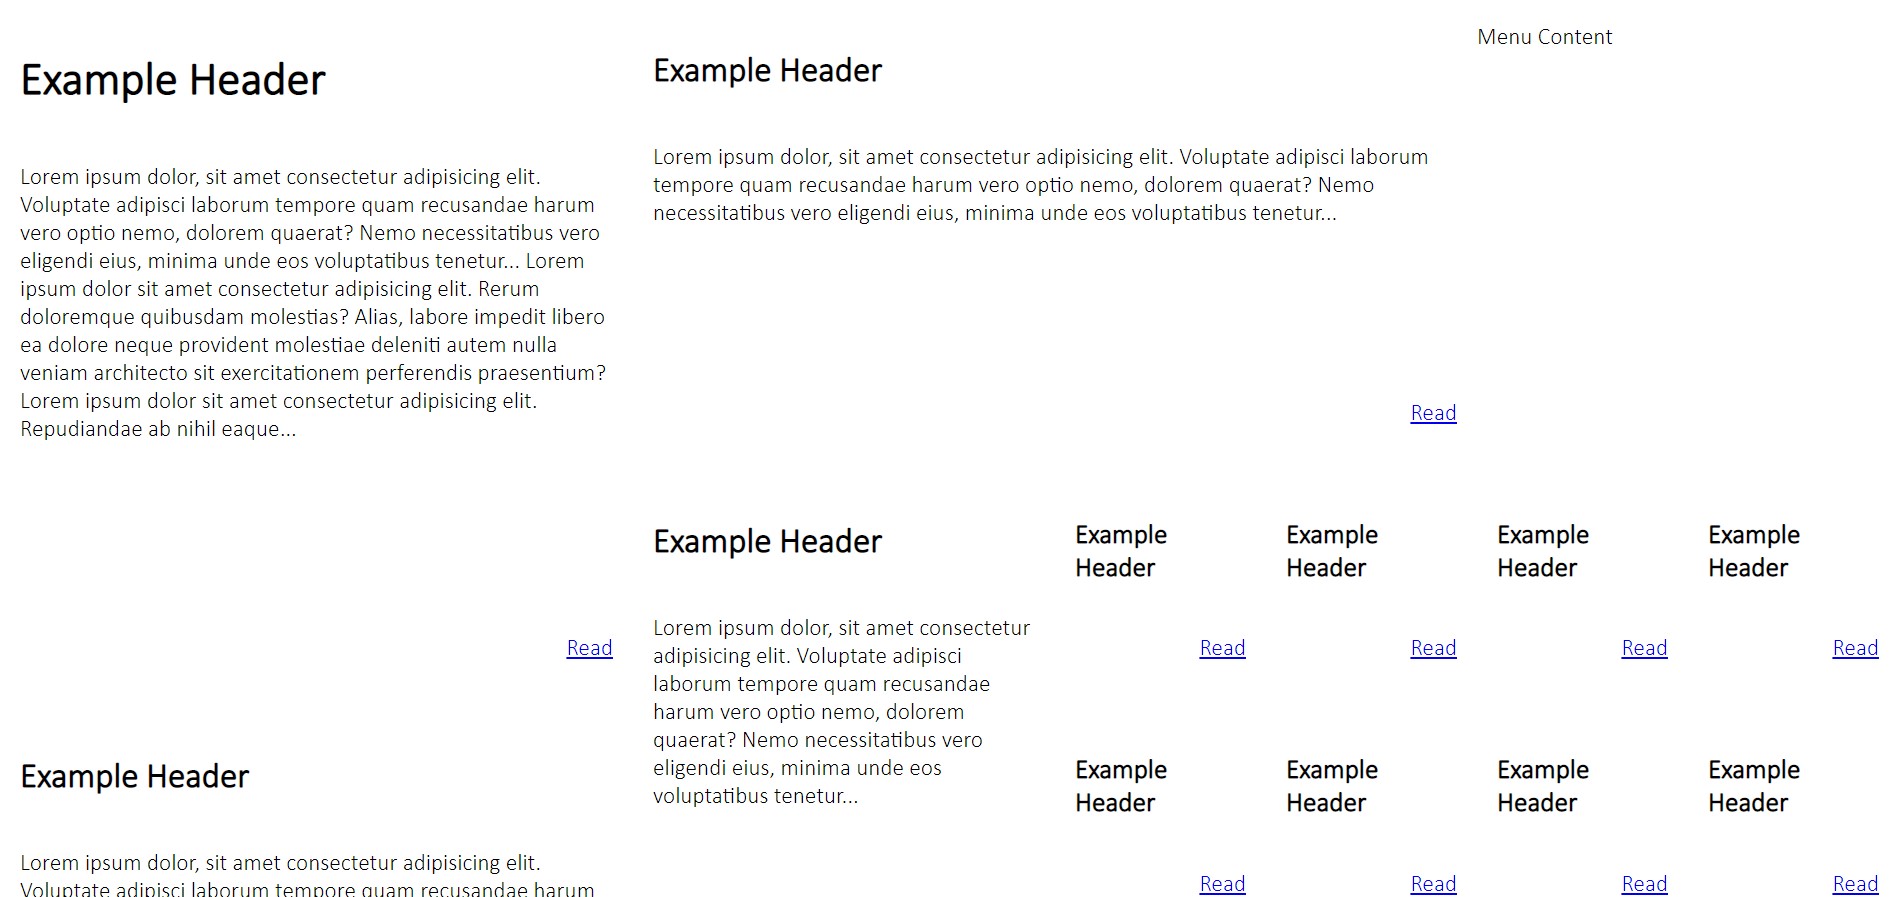 Example Header
Lorem ipsum dolor, sit amet consectetur adipisicing elit.
Voluptate adipisci laborum tempore quam recusandae harum
vero optio nemo, dolorem quaerat? Nemo necessitatibus vero
eligendi eius, minima unde eos voluptatibus tenetur... Lorem
ipsum dolor sit amet consectetur adipisicing elit. Rerum
doloremque quibusdam molestias? Alias, labore impedit libero
ea dolore neque provident molestiae deleniti autem nulla
veniam architecto sit exercitationem perferendis praesentium?
Lorem ipsum dolor sit amet consectetur adipisicing elit.
Repudiandae ab nihil eaque...
Read
Example Header
Lorem ipsum dolor, sit amet consectetur adipisicing elit. Voluptate adipisci laborum
tempore quam recusandae harum vero optio nemo, dolorem quaerat? Nemo
necessitatibus vero eligendi eius, minima unde eos voluptatibus tenetur...
Read
Menu Content
Example Header
Lorem ipsum dolor, sit amet consectetur
adipisicing elit. Voluptate adipisci
laborum tempore quam recusandae
harum vero optio nemo, dolorem
quaerat? Nemo necessitatibus vero
eligendi eius, minima unde eos
voluptatibus tenetur...
Example
Header
Read
Example
Header
Read
Example
Header
Read
Example
Header
Read
Example Header
Lorem ipsum dolor, sit amet consectetur adipisicing elit.
Voluptate adipisci laborum tempore quam recusandae harum
Example
Header
Read
Example
Header
Read
Example
Header
Read
Example
Header
Read